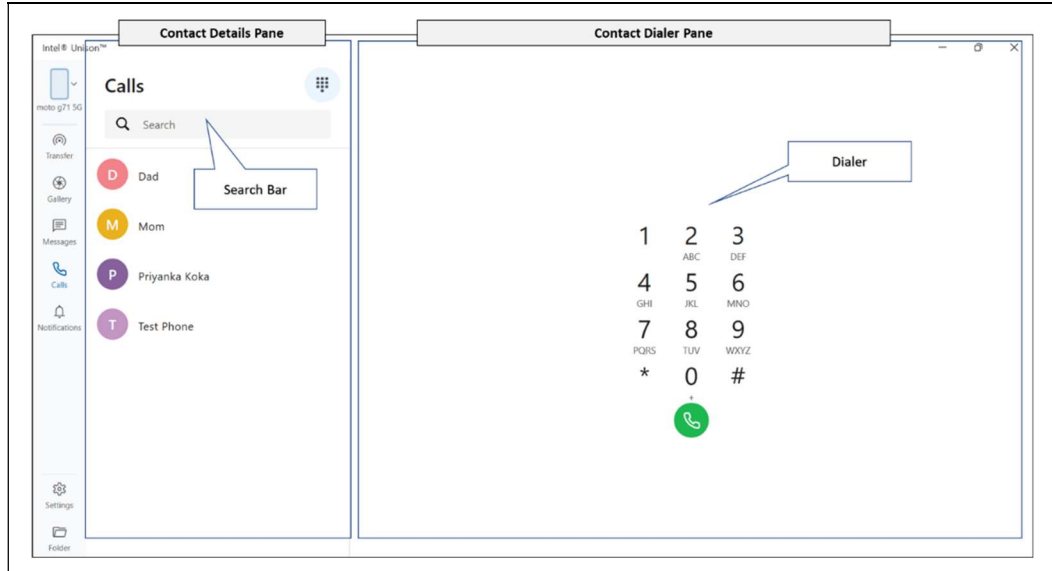 Contact Details Pane
Contact Dialer Pane
Intel® Unison™
moto g71 5G
Transfer
Gallery
Messages
Calls
Notifications
Settings
Folder
Calls
Search
Search Bar
D Dad
M Mom
P Priyanka Koka
T Test Phone
Dialer
1 2 3
ABC DEF
4 5 6
GHI JKL MNO
7 8 9
PQRS TUV WXYZ
* 0 #
+